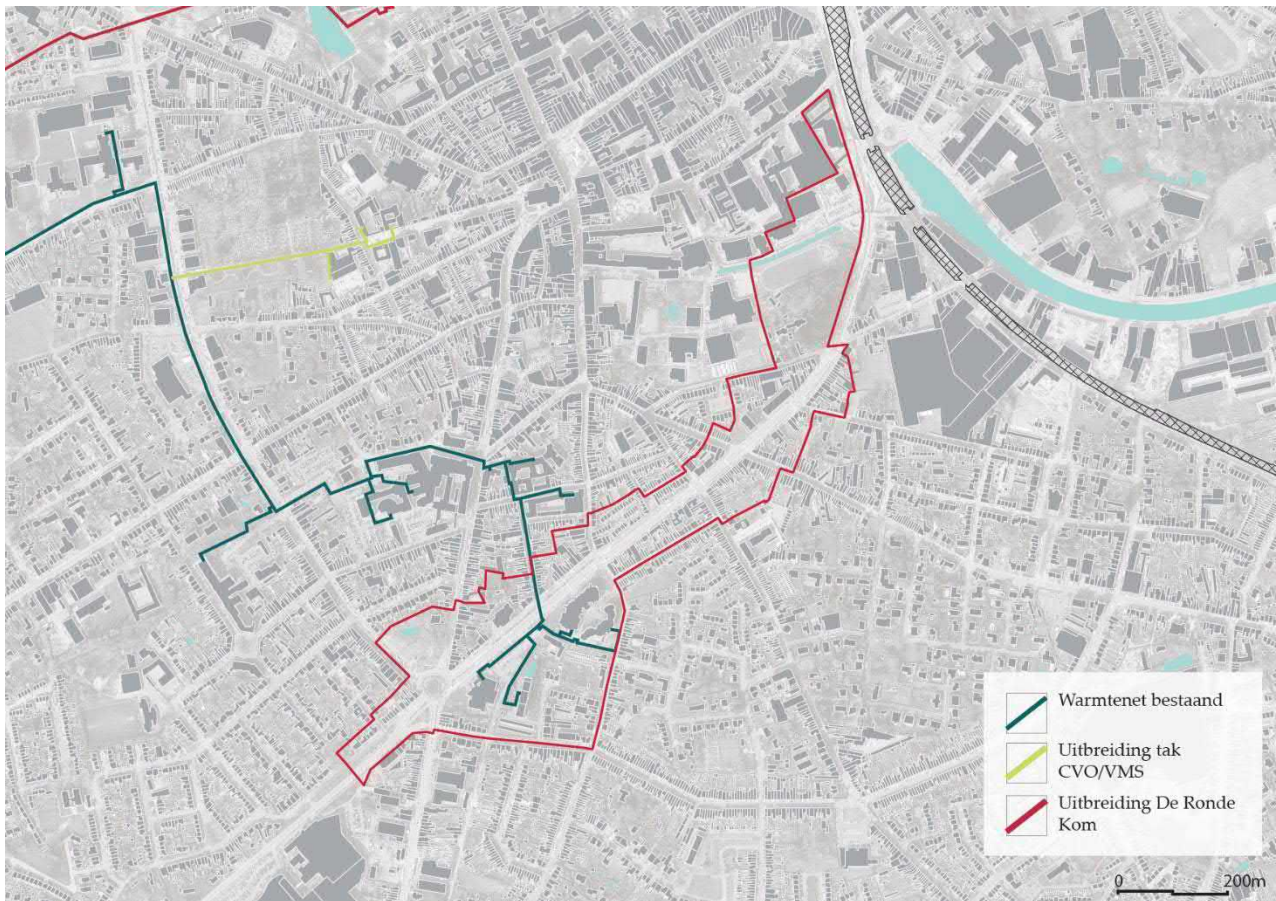 Warmtenet bestaand
Uitbreiding tak
CVO/VMS
Uitbreiding De Ronde
Kom
0 200m